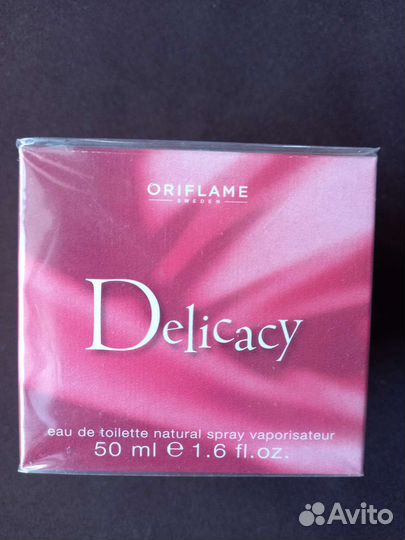 ORIFLAME
SWEDEN
Delicacy
eau de toilette natural spray vaporisateur
50 ml ℮ 1.6 fl.oz.
Avito